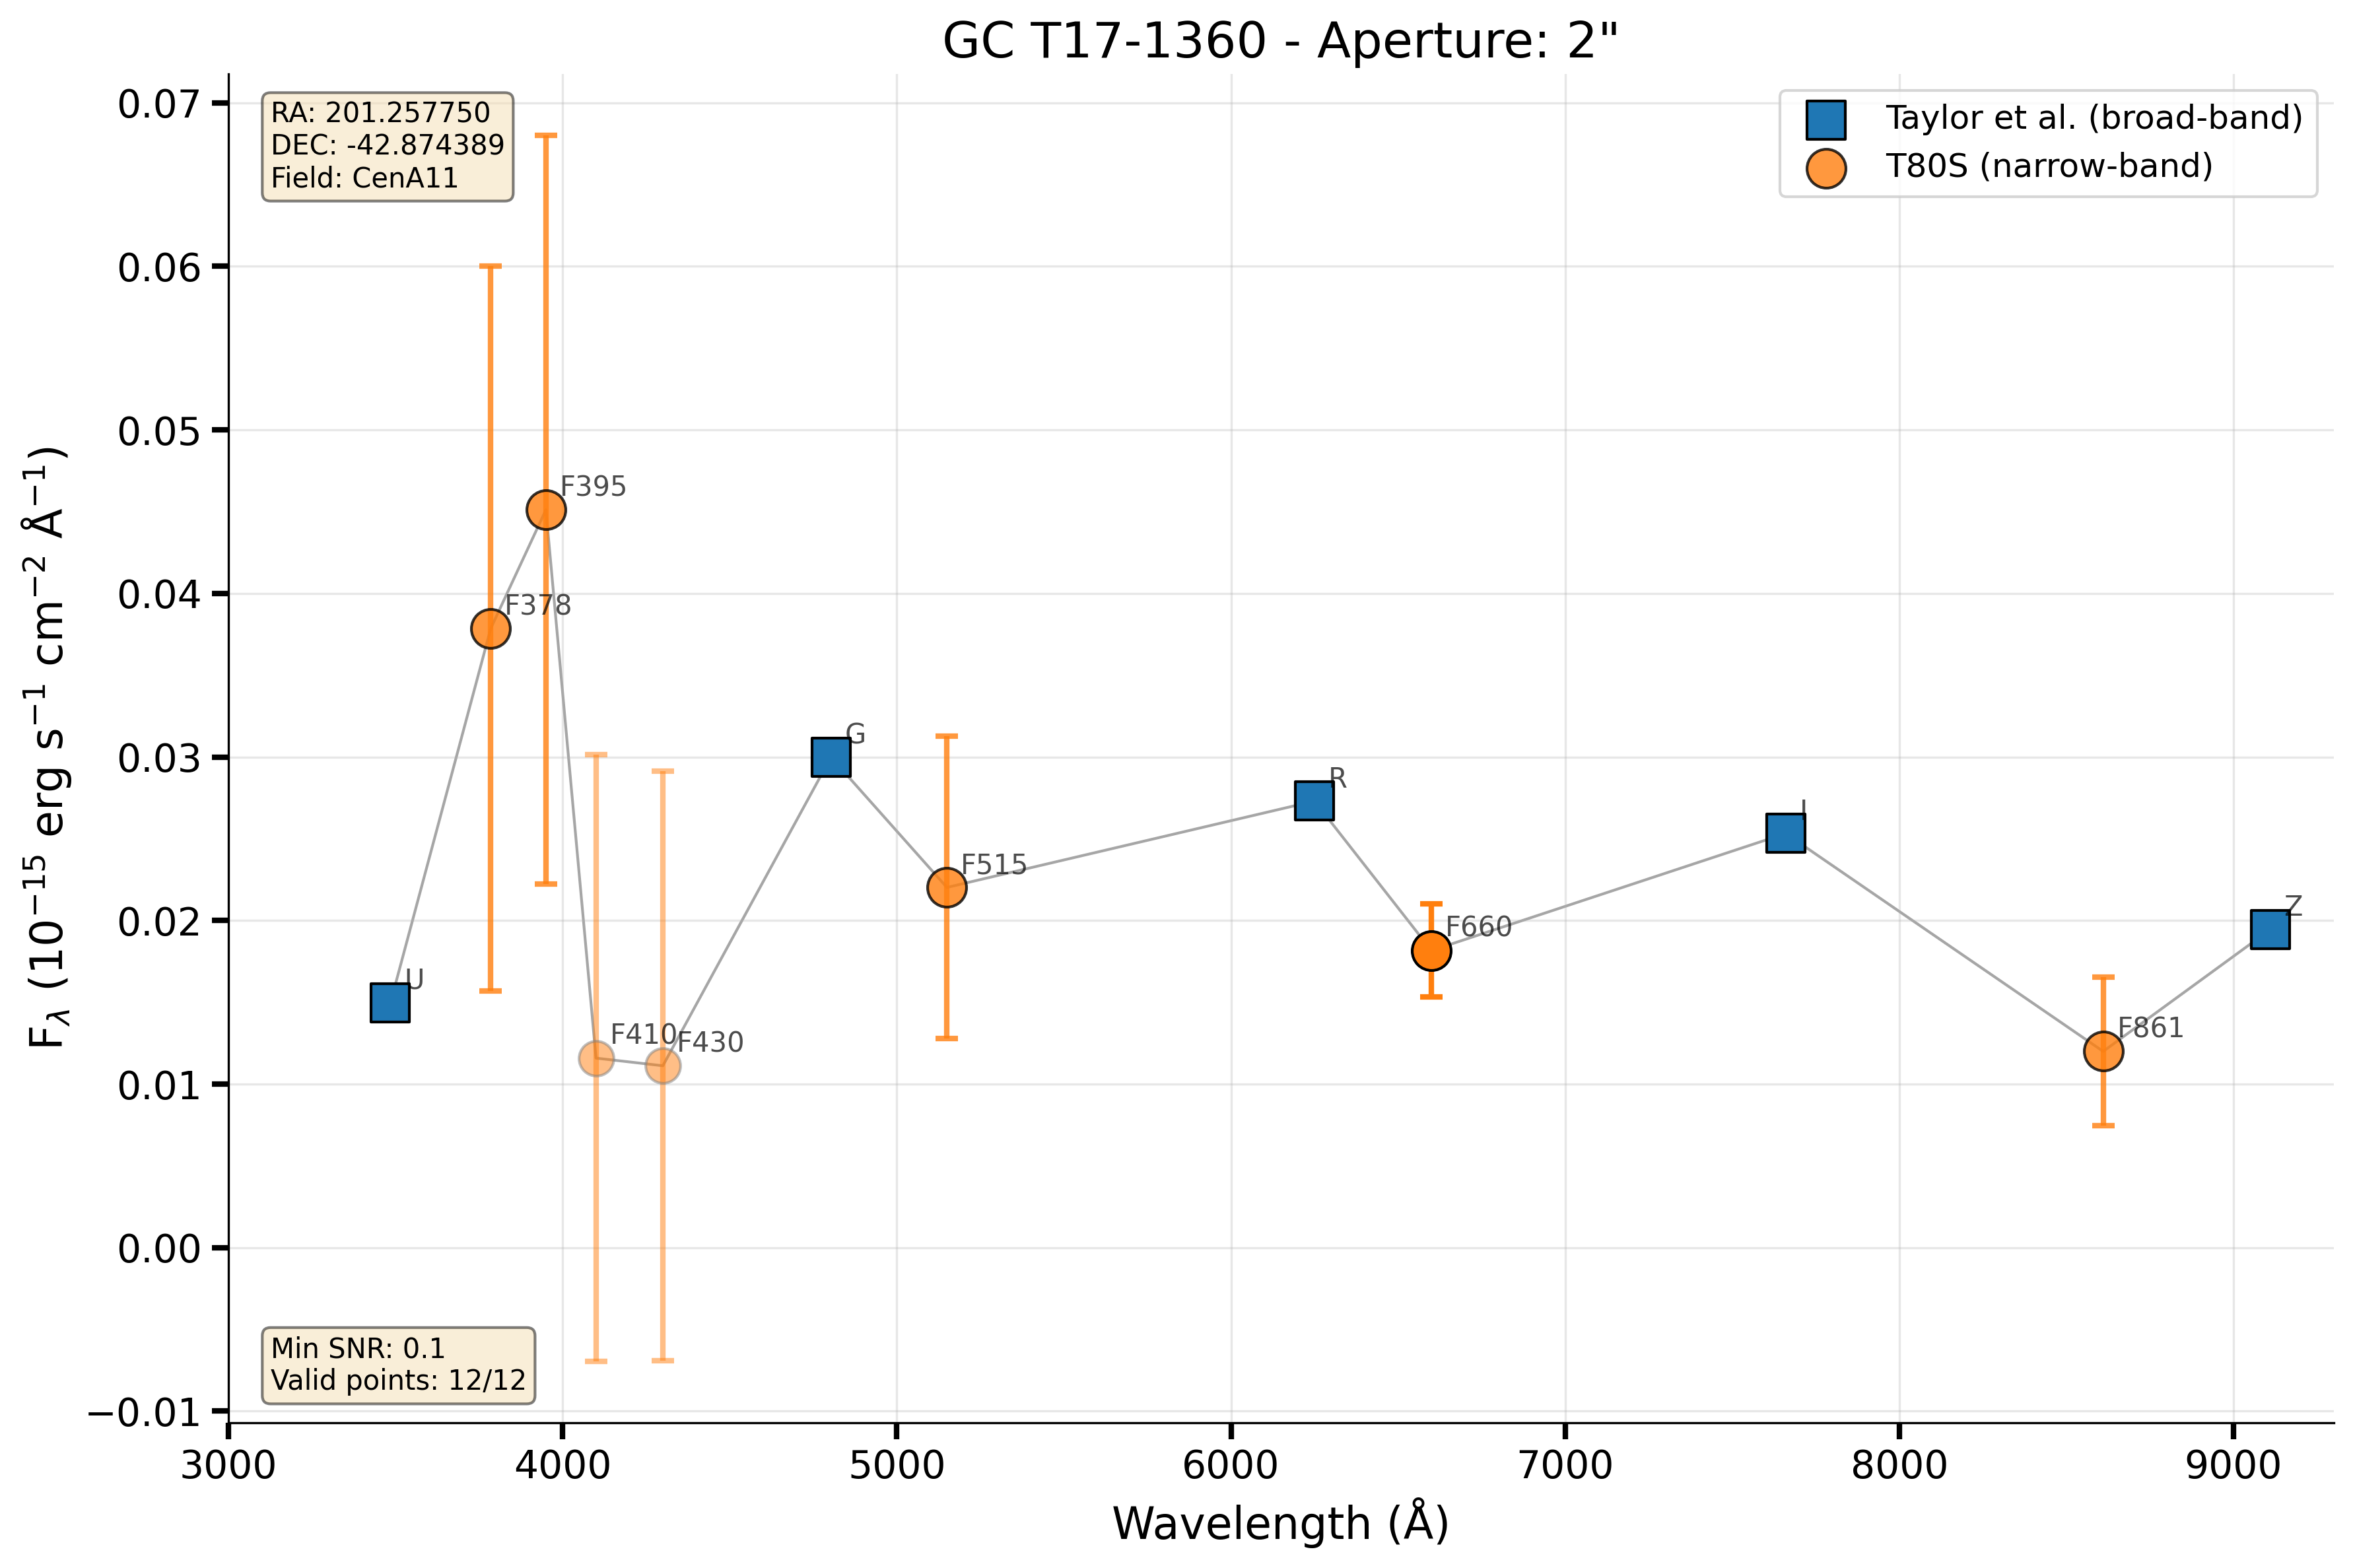 GC T17-1360 - Aperture: 2"
RA: 201.257750
DEC: -42.874389
Field: CenA11
Taylor et al. (broad-band)
T80S (narrow-band)
F_λ (10⁻¹⁵ erg s⁻¹ cm⁻² Å⁻¹)
0.07
0.06
0.05
0.04
0.03
0.02
0.01
0.00
−0.01
U
F378
F395
F410
F430
G
F515
R
F660
I
F861
Z
Min SNR: 0.1
Valid points: 12/12
3000 4000 5000 6000 7000 8000 9000
Wavelength (Å)